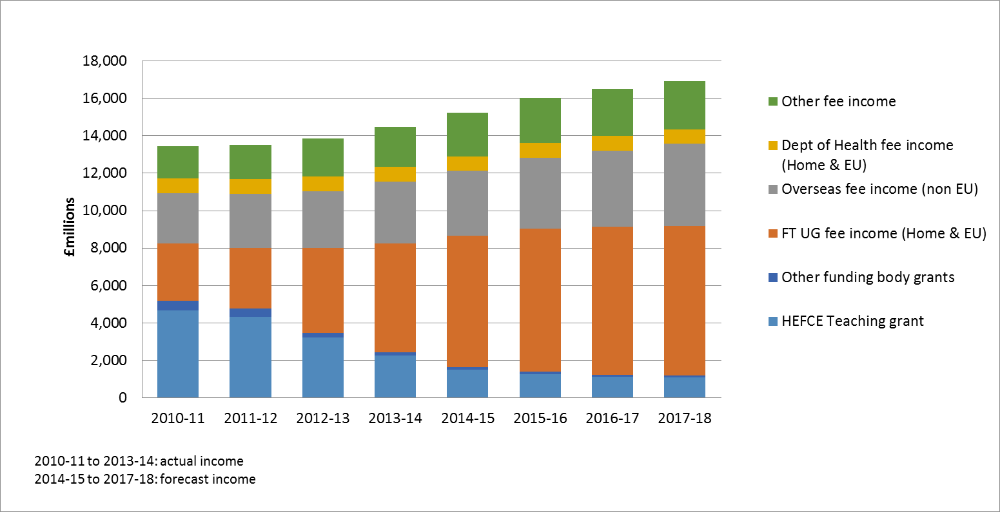 18,000
16,000
14,000
12,000
10,000
8,000
6,000
4,000
2,000
0
£millions
2010-11 2011-12 2012-13 2013-14 2014-15 2015-16 2016-17 2017-18
Other fee income
Dept of Health fee income
(Home & EU)
Overseas fee income (non EU)
FT UG fee income (Home & EU)
Other funding body grants
HEFCE Teaching grant
2010-11 to 2013-14: actual income
2014-15 to 2017-18: forecast income